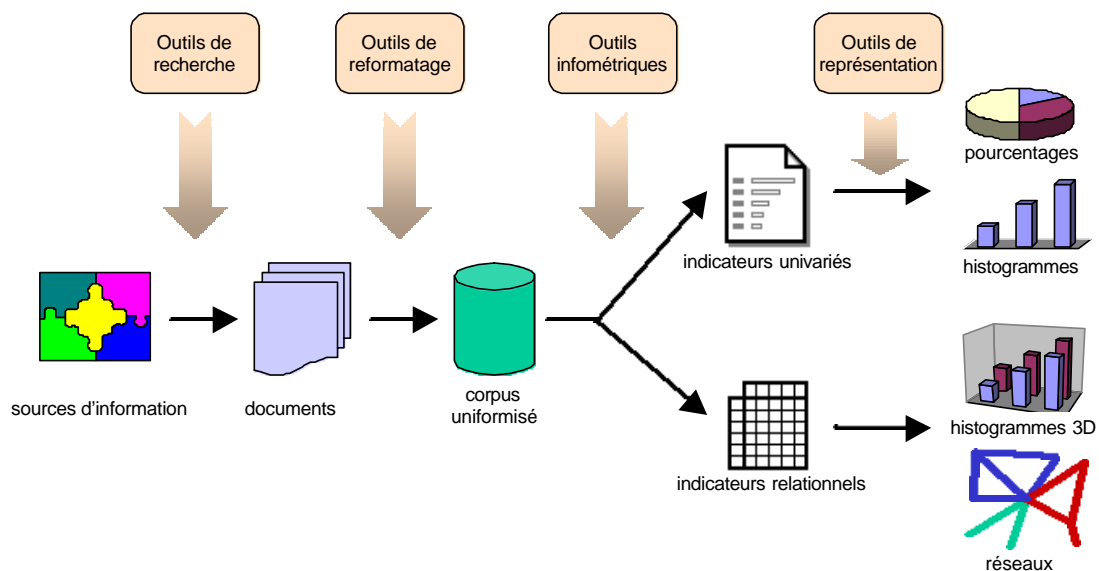 Outils de
recherche
Outils de
reformatage
Outils
infométriques
Outils de
représentation
pourcentages
histogrammes
indicateurs univariés
sources d’information
documents
corpus
uniformisé
histogrammes 3D
indicateurs relationnels
réseaux